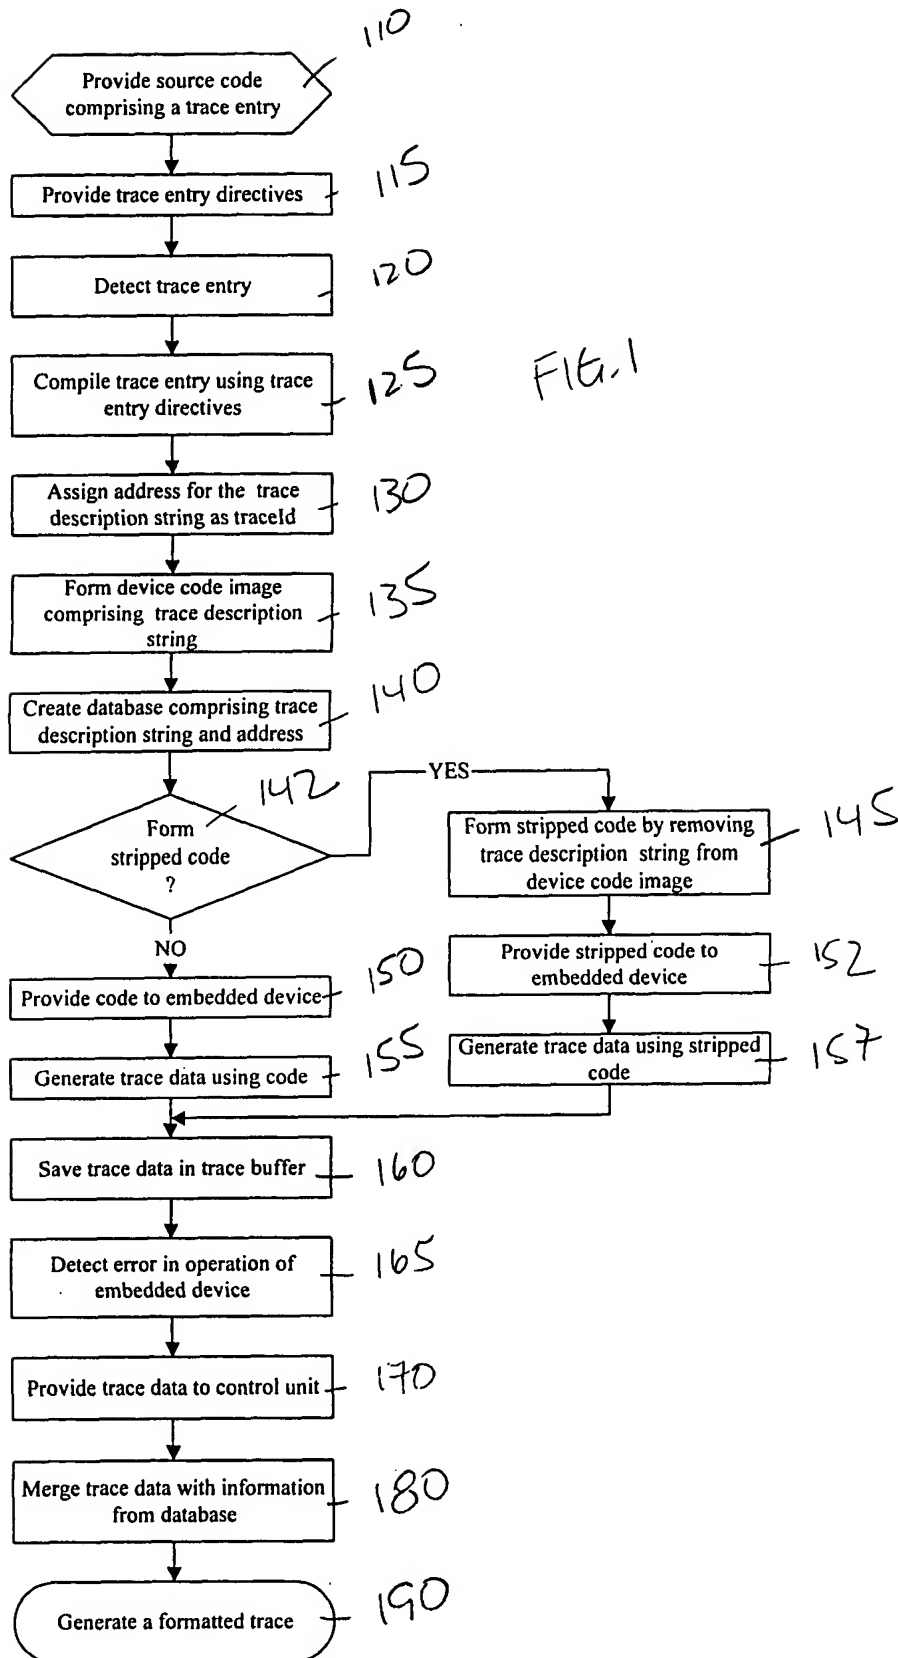 110
Provide source code
comprising a trace entry
Provide trace entry directives
115
Detect trace entry
120
Compile trace entry using trace
entry directives
125
FIG.1
Assign address for the trace
description string as traceId
130
Form device code image
comprising trace description
string
135
Create database comprising trace
description string and address
140
142
Form
stripped code
?
YES
NO
Form stripped code by removing
trace description string from
device code image
145
Provide stripped code to
embedded device
152
Provide code to embedded device
150
Generate trace data using code
155
Generate trace data using stripped
code
157
Save trace data in trace buffer
160
Detect error in operation of
embedded device
165
Provide trace data to control unit
170
Merge trace data with information
from database
180
Generate a formatted trace
190